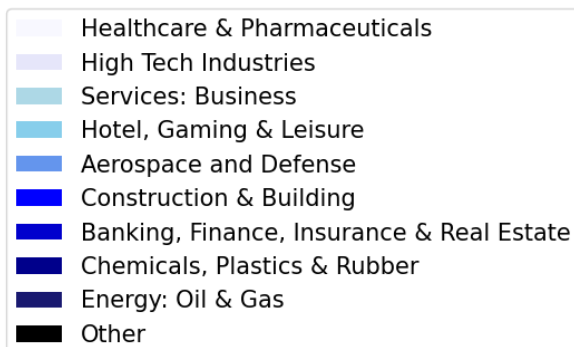 Healthcare & Pharmaceuticals
High Tech Industries
Services: Business
Hotel, Gaming & Leisure
Aerospace and Defense
Construction & Building
Banking, Finance, Insurance & Real Estate
Chemicals, Plastics & Rubber
Energy: Oil & Gas
Other